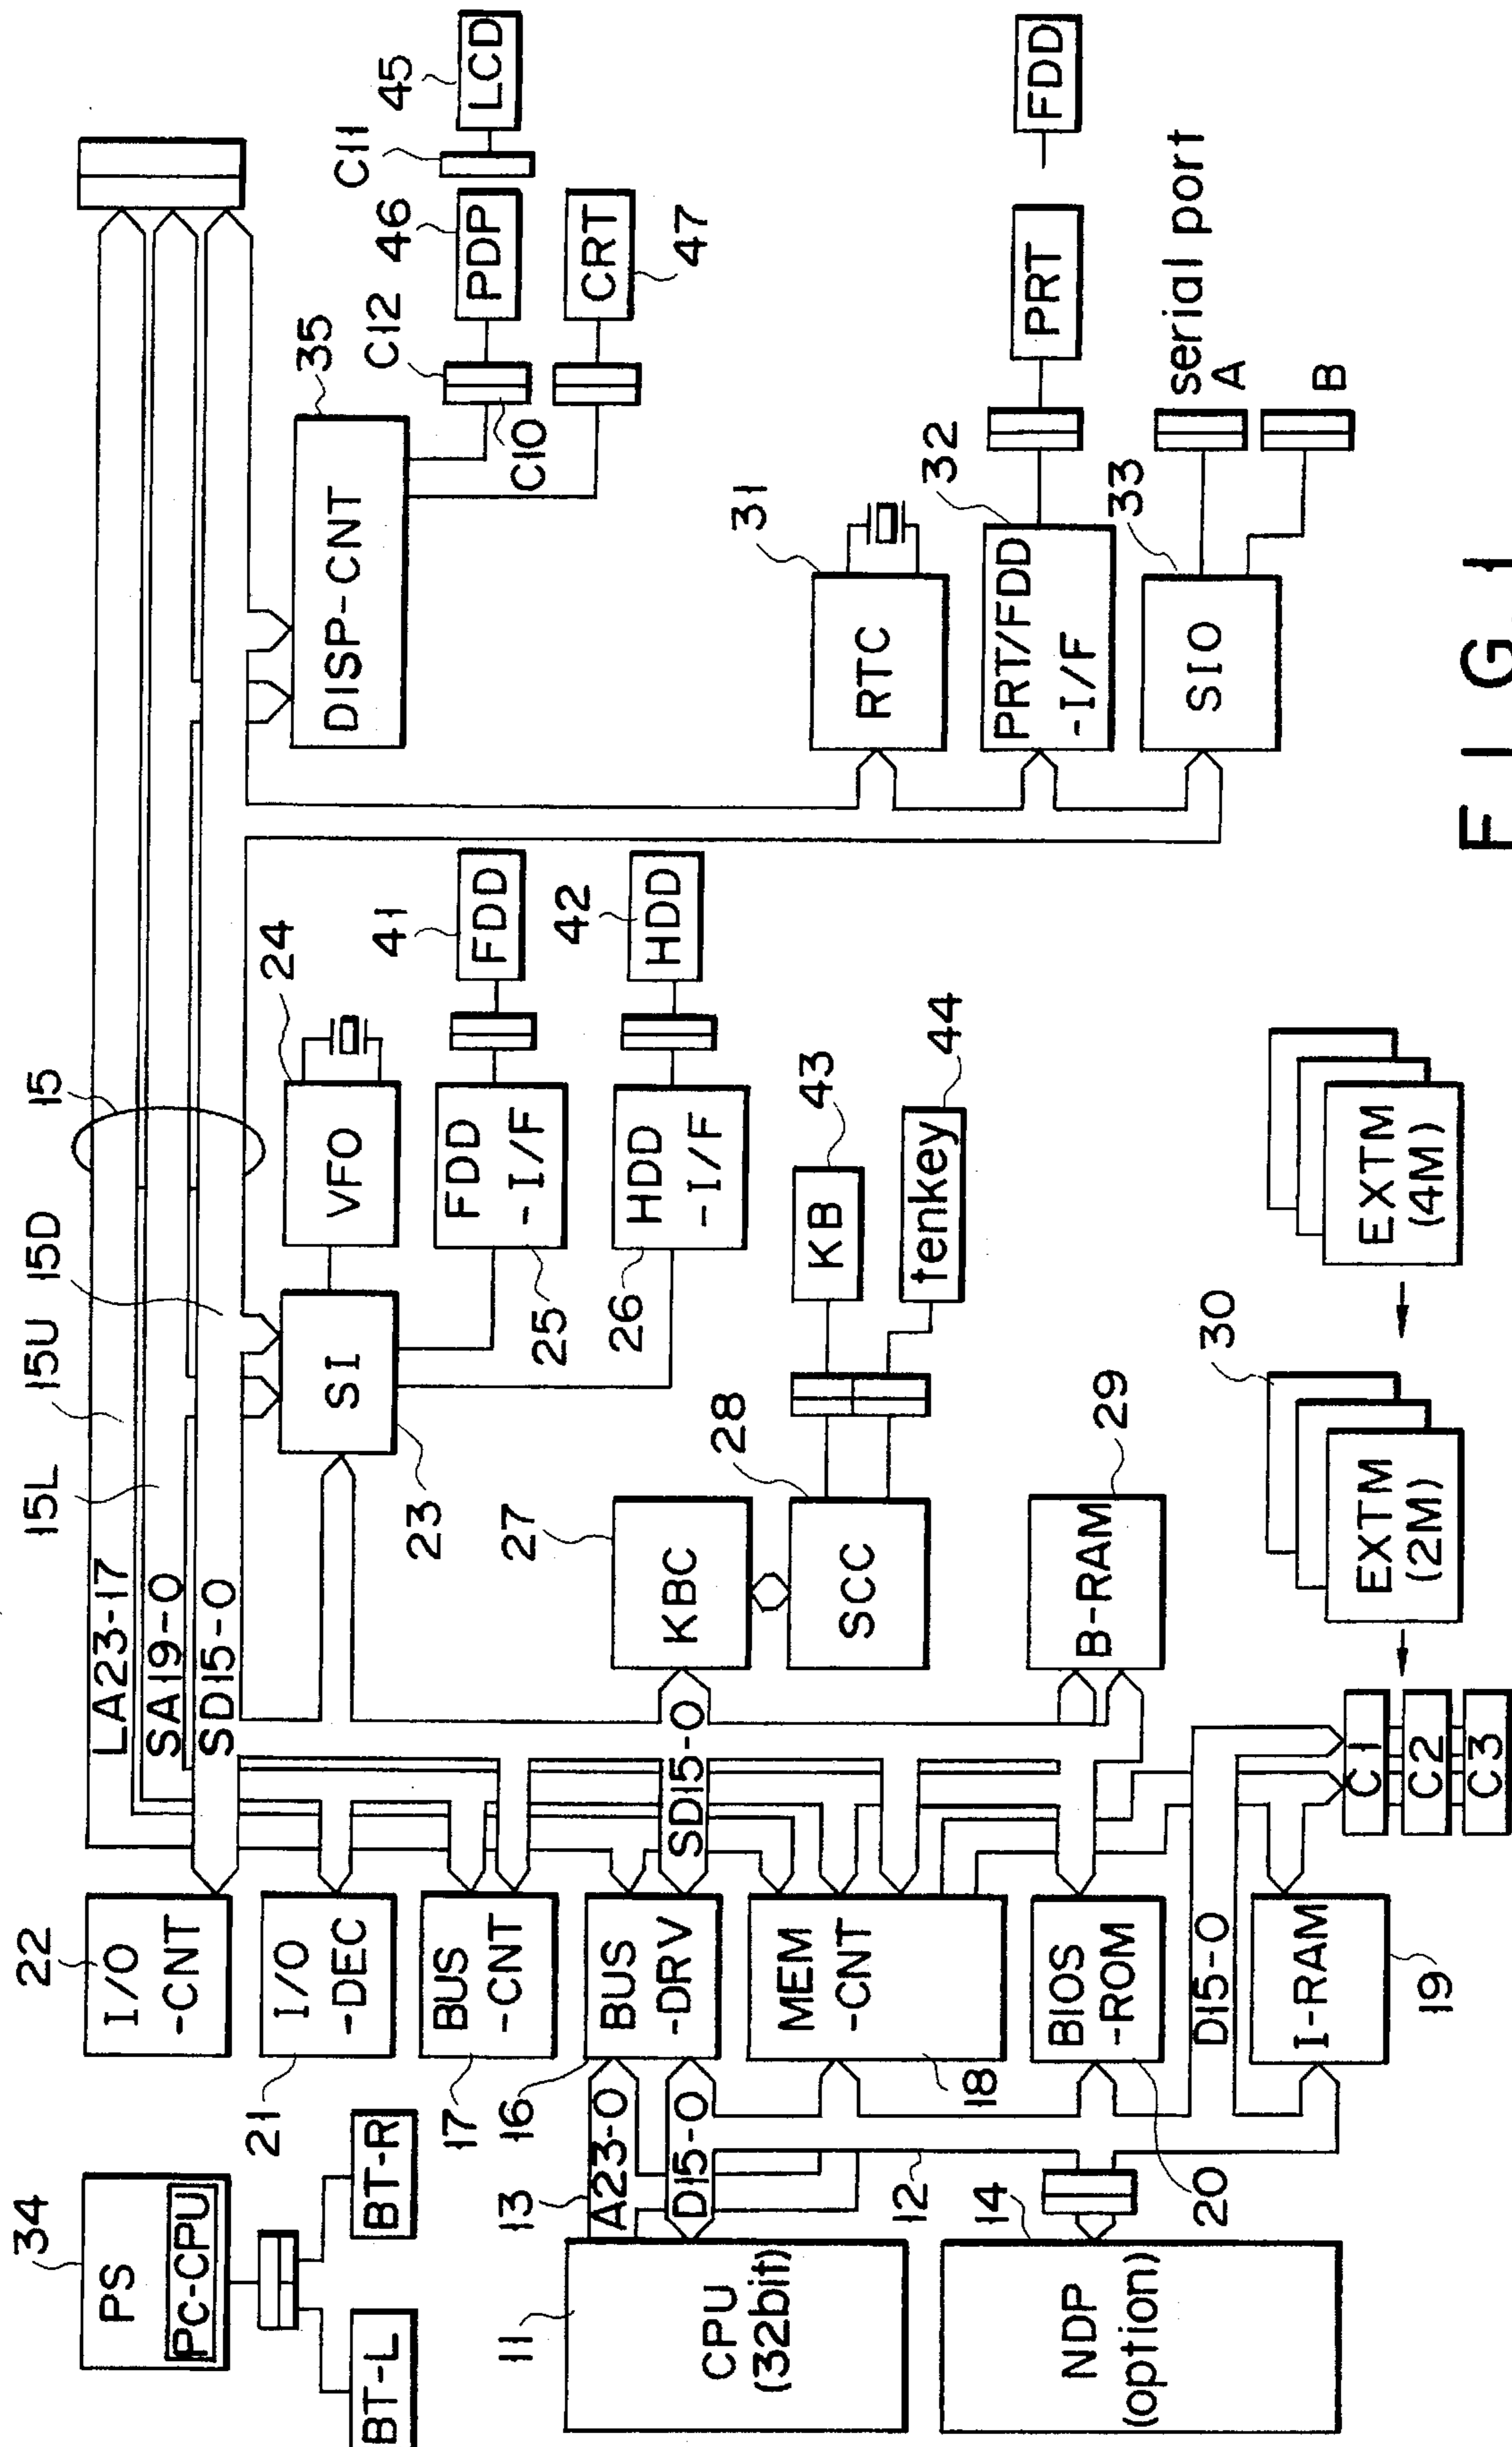 34
PS
PC-CPU
BT-L
BT-R
22
I/O
-CNT
21
I/O
-DEC
17
BUS
-CNT
16
BUS
-DRV
MEM
-CNT
18
BIOS
-ROM
20
I-RAM
19
11
CPU
(32bit)
13
A23-0
D15-0
12
14
NDP
(option)
D15-0
LA23-17
SA19-0
SD15-0
SD15-0
15L
15U
15D
15
SI
23
VFO
24
FDD
-I/F
25
FDD
41
HDD
-I/F
26
HDD
42
KBC
27
SCC
28
KB
43
tenkey
44
B-RAM
29
C1
C2
C3
EXTM
(2M)
30
EXTM
(4M)
DISP-CNT
35
C10
C12
PDP
46
C11
LCD
45
CRT
47
RTC
31
PRT/FDD
-I/F
32
PRT
FDD
SIO
33
serial port
A
B
FIG. 1